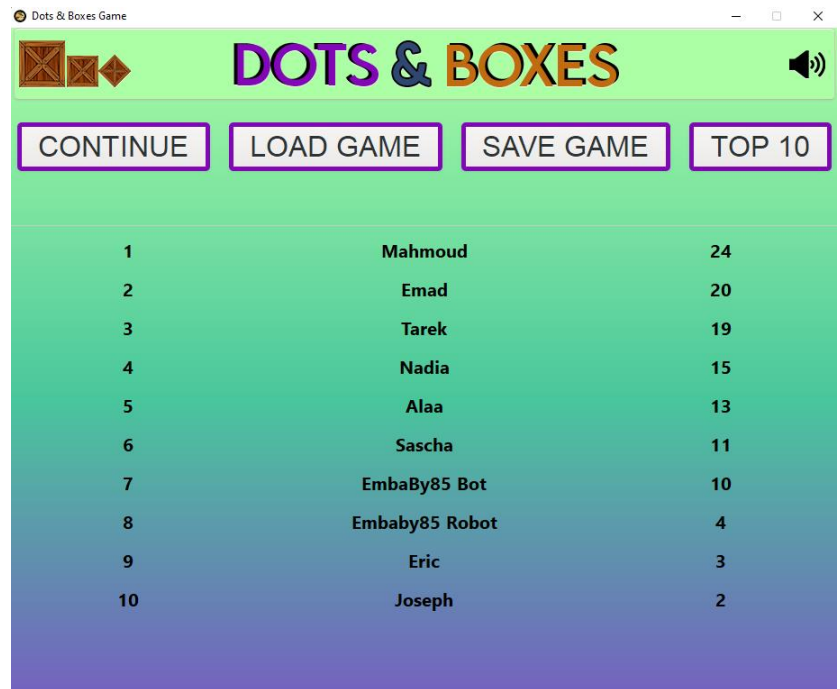 Dots & Boxes Game
DOTS & BOXES
CONTINUE LOAD GAME SAVE GAME TOP 10
1 Mahmoud 24
2 Emad 20
3 Tarek 19
4 Nadia 15
5 Alaa 13
6 Sascha 11
7 EmbaBy85 Bot 10
8 Embaby85 Robot 4
9 Eric 3
10 Joseph 2